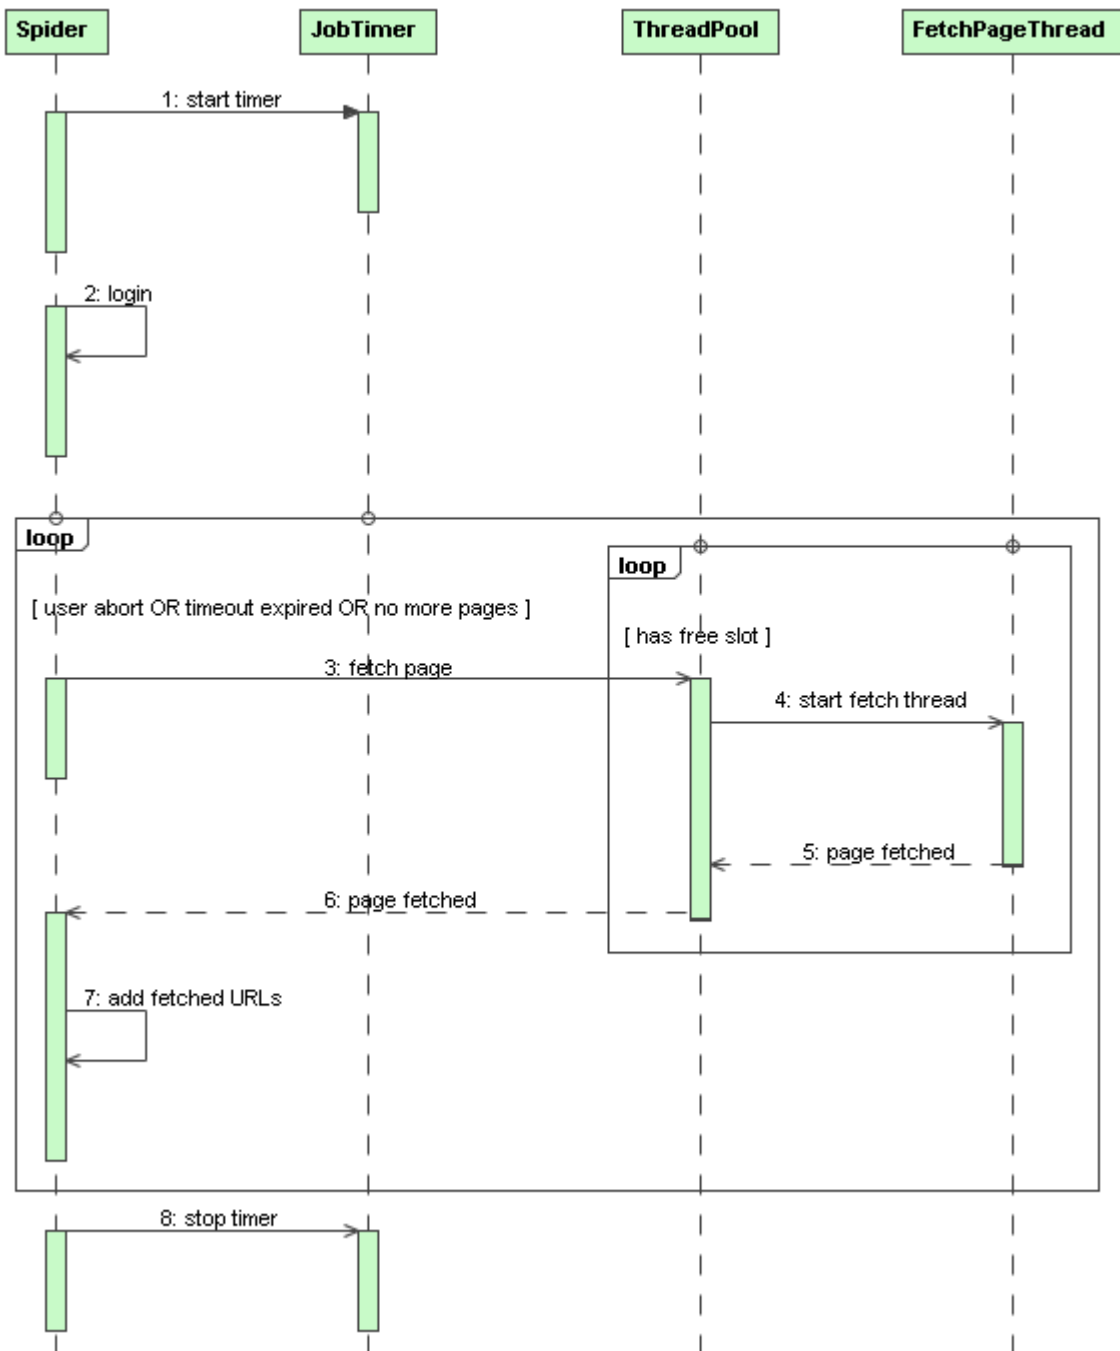 Spider
JobTimer
ThreadPool
FetchPageThread
1: start timer
2: login
loop
loop
[ user abort OR timeout expired OR no more pages ]
[ has free slot ]
3: fetch page
4: start fetch thread
5: page fetched
6: page fetched
7: add fetched URLs
8: stop timer